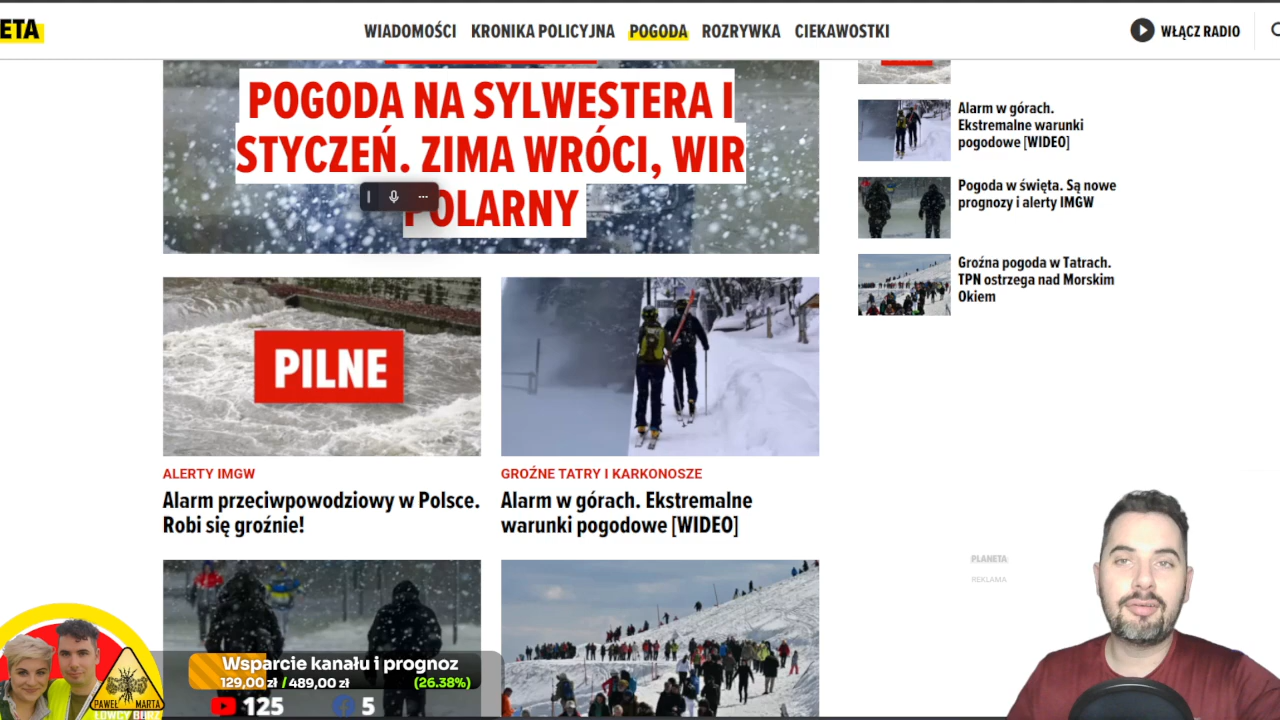 ETA
WIADOMOŚCI KRONIKA POLICYJNA POGODA ROZRYWKA CIEKAWOSTKI
WŁĄCZ RADIO
POGODA NA SYLWESTERA I
STYCZEŃ. ZIMA WRÓCI, WIR
POLARNY
Alarm w górach.
Ekstremalne warunki
pogodowe [WIDEO]
Pogoda w święta. Są nowe
prognozy i alerty IMGW
Groźna pogoda w Tatrach.
TPN ostrzega nad Morskim
Okiem
PILNE
ALERTY IMGW
Alarm przeciwpowodziowy w Polsce.
Robi się groźnie!
GROŹNE TATRY I KARKONOSZE
Alarm w górach. Ekstremalne
warunki pogodowe [WIDEO]
PLANETA
REKLAMA
Wsparcie kanału i prognoz
129,00 zł / 489,00 zł (26.38%)
125 5
PAWEŁ MARTA
ŁOWCY BURZ